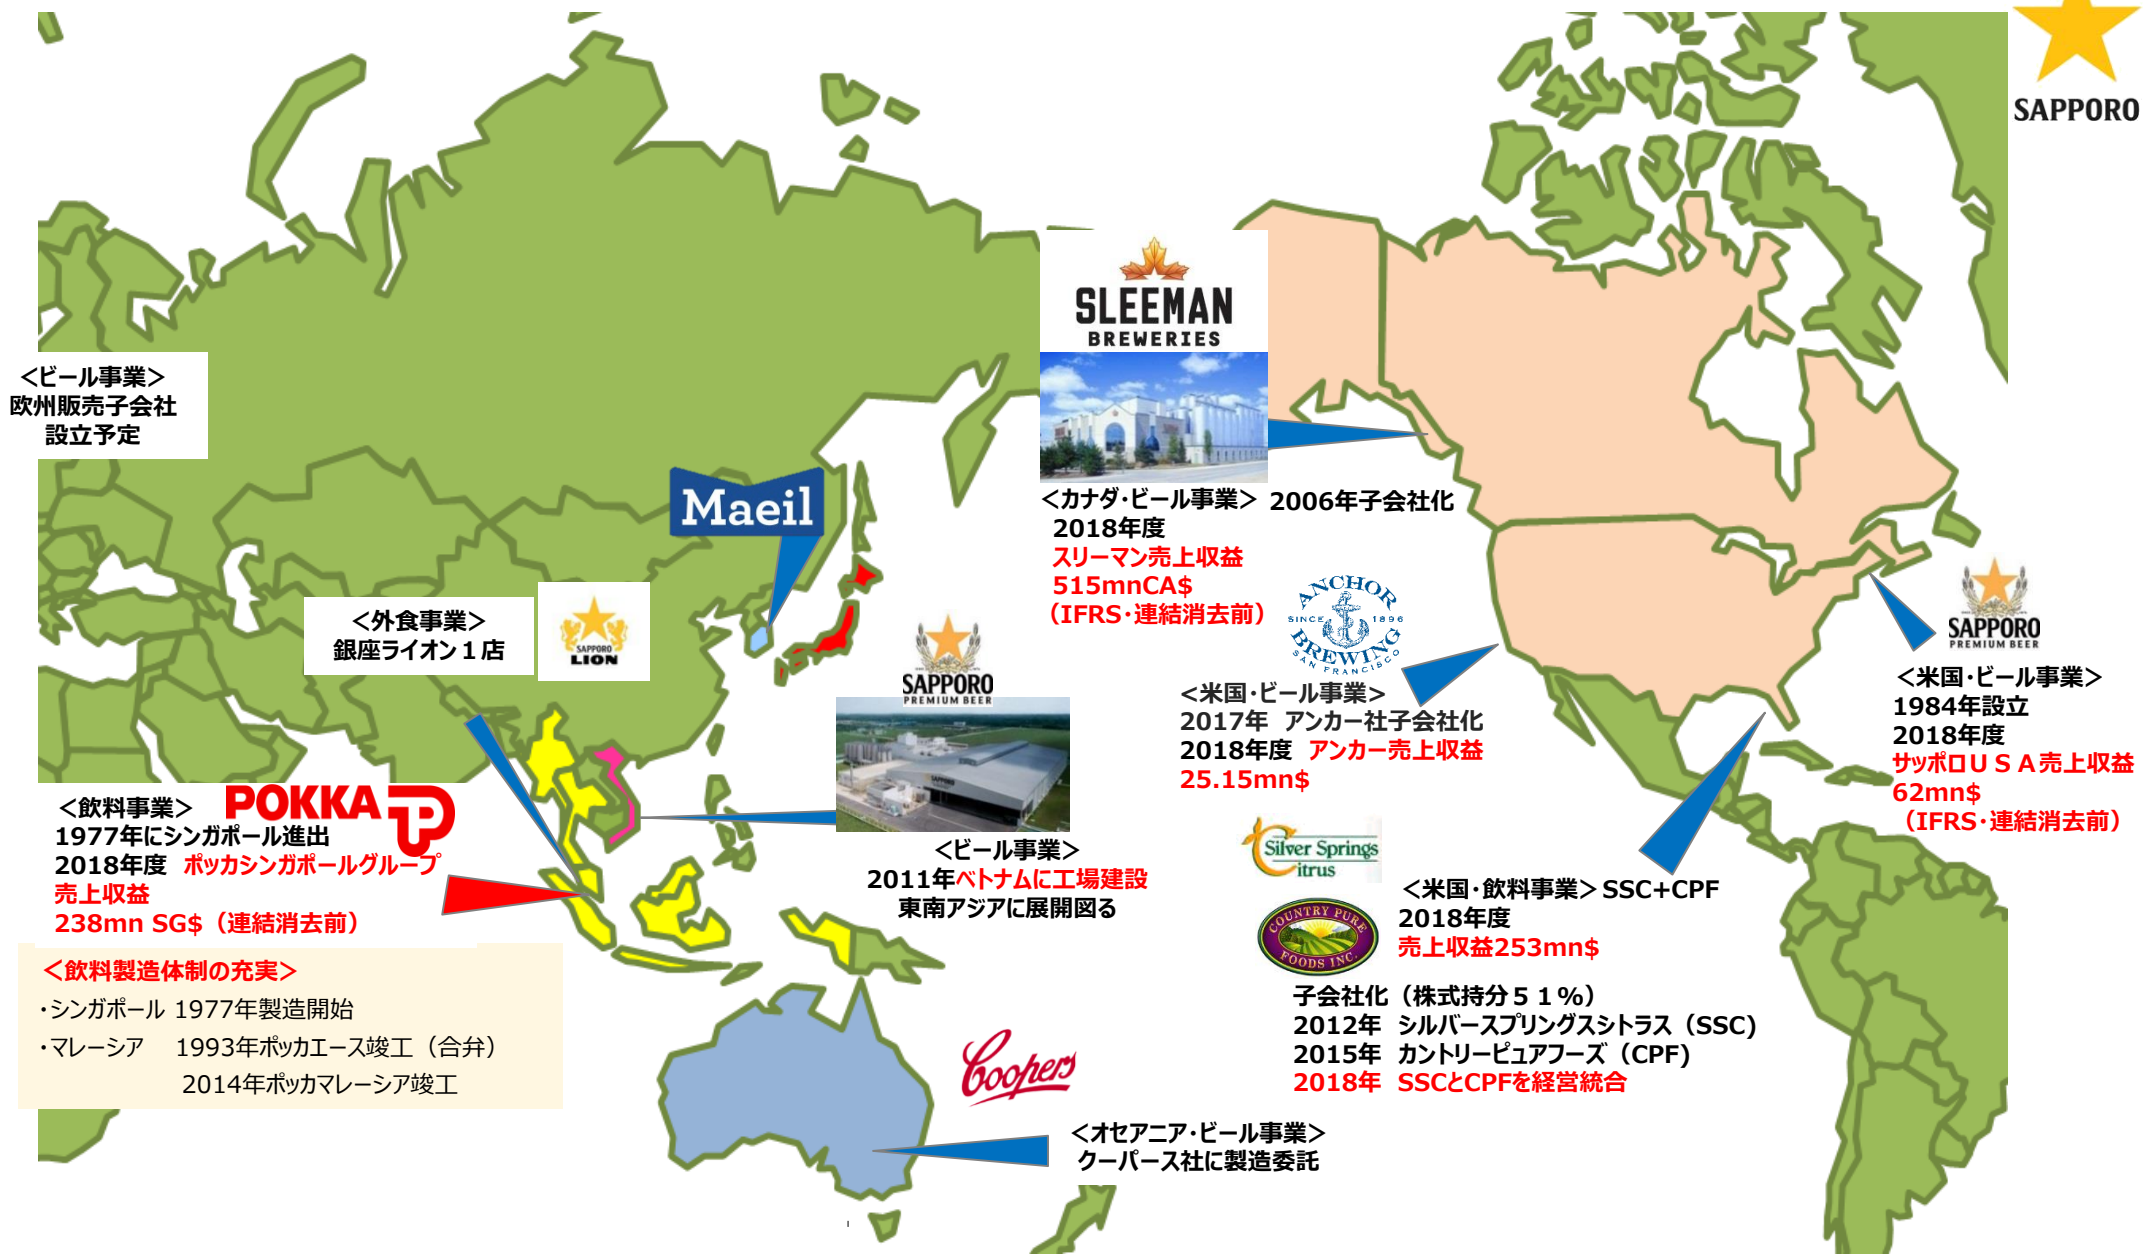 SAPPORO
SLEEMAN
BREWERIES
＜カナダ・ビール事業＞ 2006年子会社化
2018年度
スリーマン売上収益
515mnCA$
（IFRS・連結消去前）
＜ビール事業＞
欧州販売子会社
設立予定
Maeil
＜外食事業＞
銀座ライオン１店
SAPPORO
LION
SAPPORO
PREMIUM BEER
＜ビール事業＞
2011年ベトナムに工場建設
東南アジアに展開図る
ANCHOR
SINCE 1896
BREWING
SAN FRANCISCO
＜米国・ビール事業＞
2017年 アンカー社子会社化
2018年度 アンカー売上収益
25.15mn$
SAPPORO
PREMIUM BEER
＜米国・ビール事業＞
1984年設立
2018年度
サッポロＵＳＡ売上収益
62mn$
（IFRS・連結消去前）
＜飲料事業＞
POKKA
1977年にシンガポール進出
2018年度 ポッカシンガポールグループ
売上収益
238mn SG$（連結消去前）
＜飲料製造体制の充実＞
・シンガポール 1977年製造開始
・マレーシア 1993年ポッカエース竣工（合弁）
2014年ポッカマレーシア竣工
Silver Springs
Citrus
COUNTRY PURE
FOODS INC.
＜米国・飲料事業＞SSC+CPF
2018年度
売上収益253mn$
子会社化（株式持分５１％）
2012年 シルバースプリングスシトラス（SSC)
2015年 カントリーピュアフーズ（CPF)
2018年 SSCとCPFを経営統合
Coopers
＜オセアニア・ビール事業＞
クーパース社に製造委託